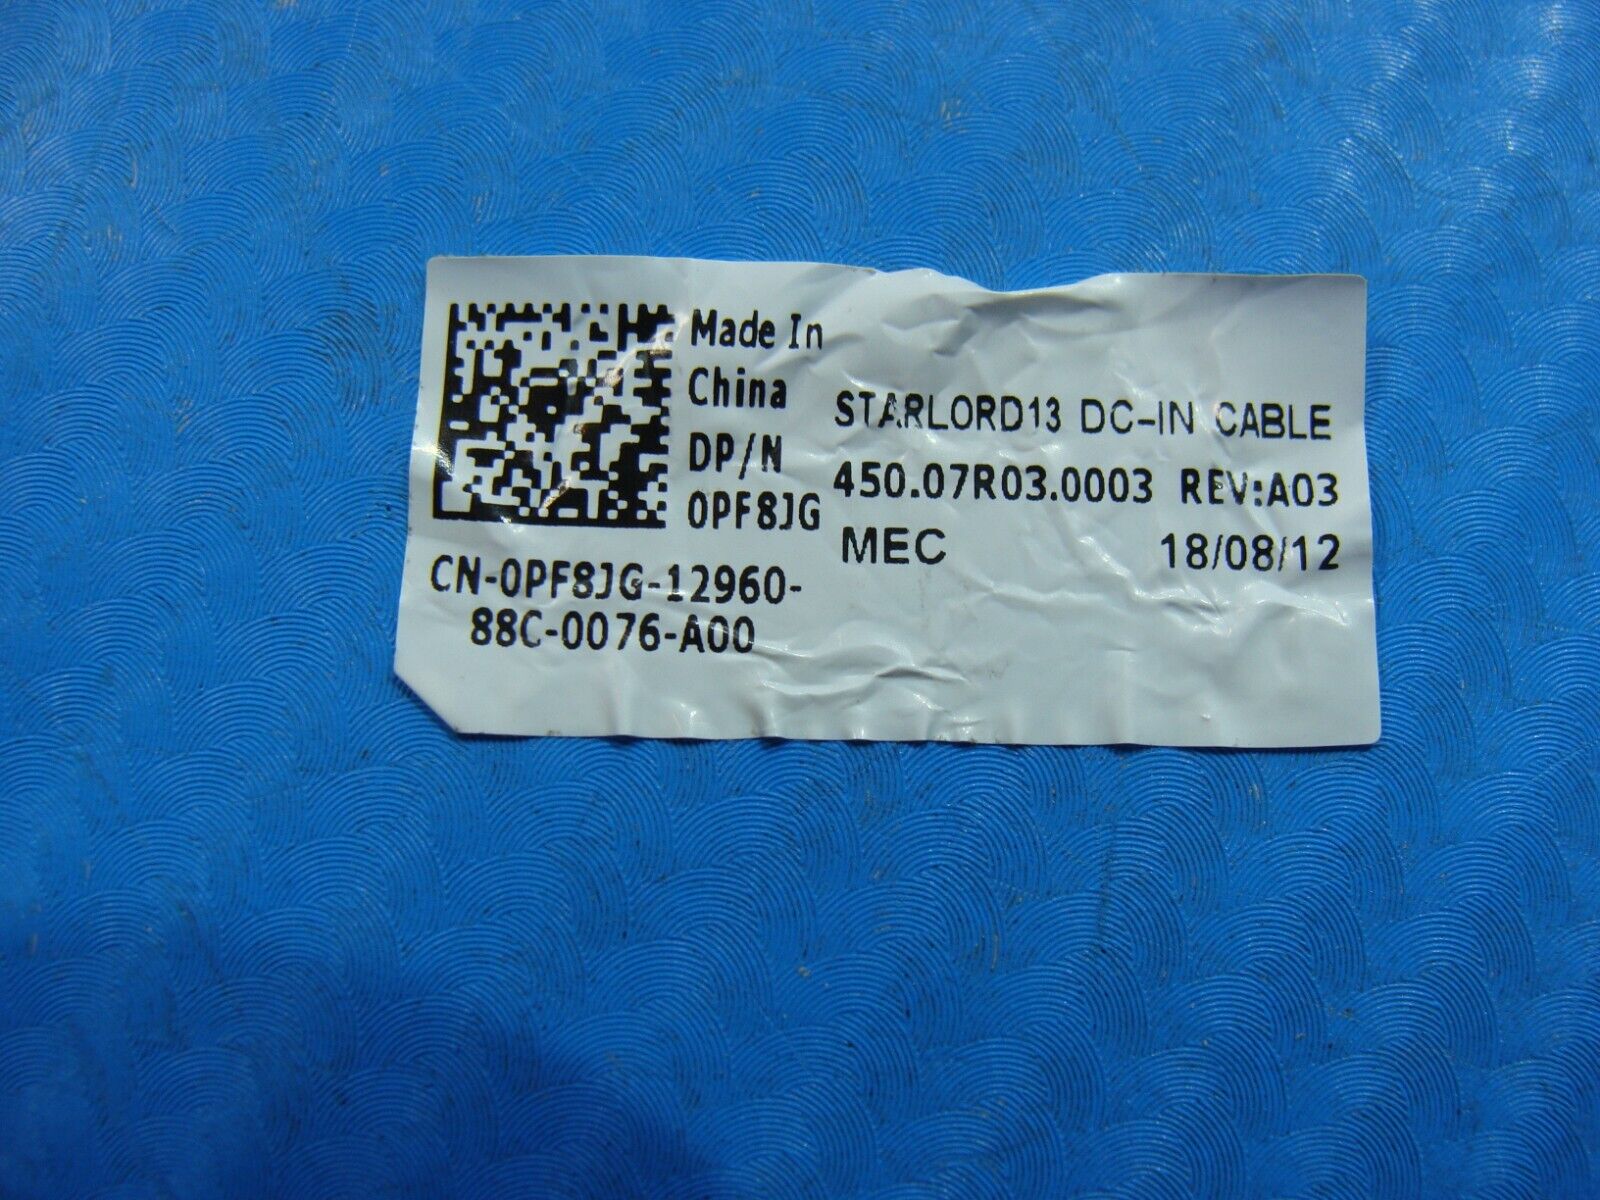 Made In
China
DP/N
0PF8JG
CN-0PF8JG-12960-
88C-0076-A00
STARLORD13 DC-IN CABLE
450.07R03.0003 REV:A03
MEC 18/08/12